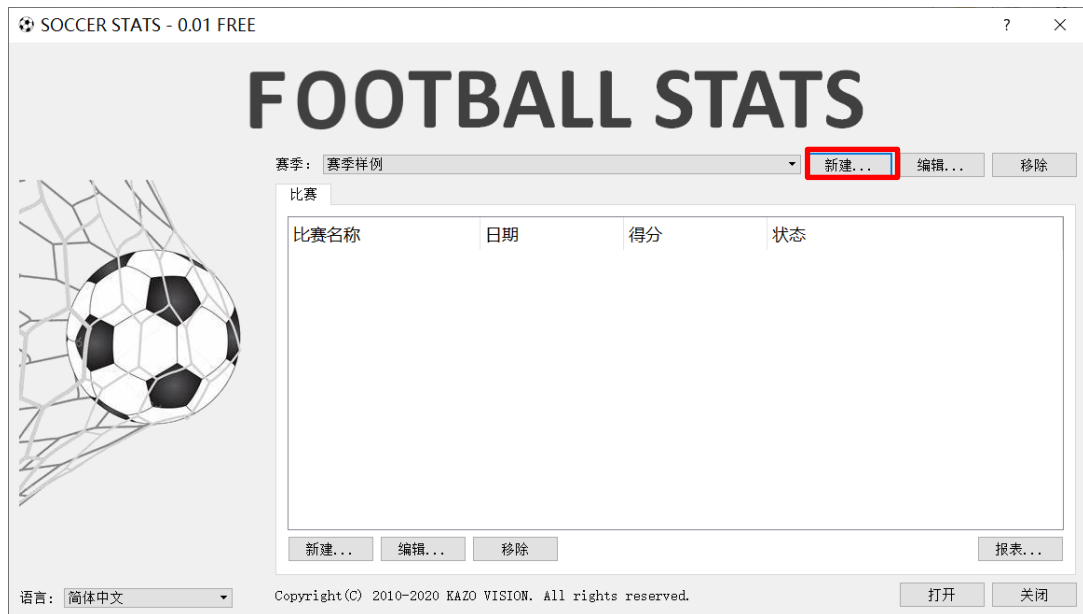 SOCCER STATS - 0.01 FREE ?
FOOTBALL STATS
赛季： 赛季样例 新建... 编辑... 移除
比赛
比赛名称 日期 得分 状态
新建... 编辑... 移除 报表...
语言： 简体中文 Copyright(C) 2010-2020 KAZO VISION. All rights reserved. 打开 关闭